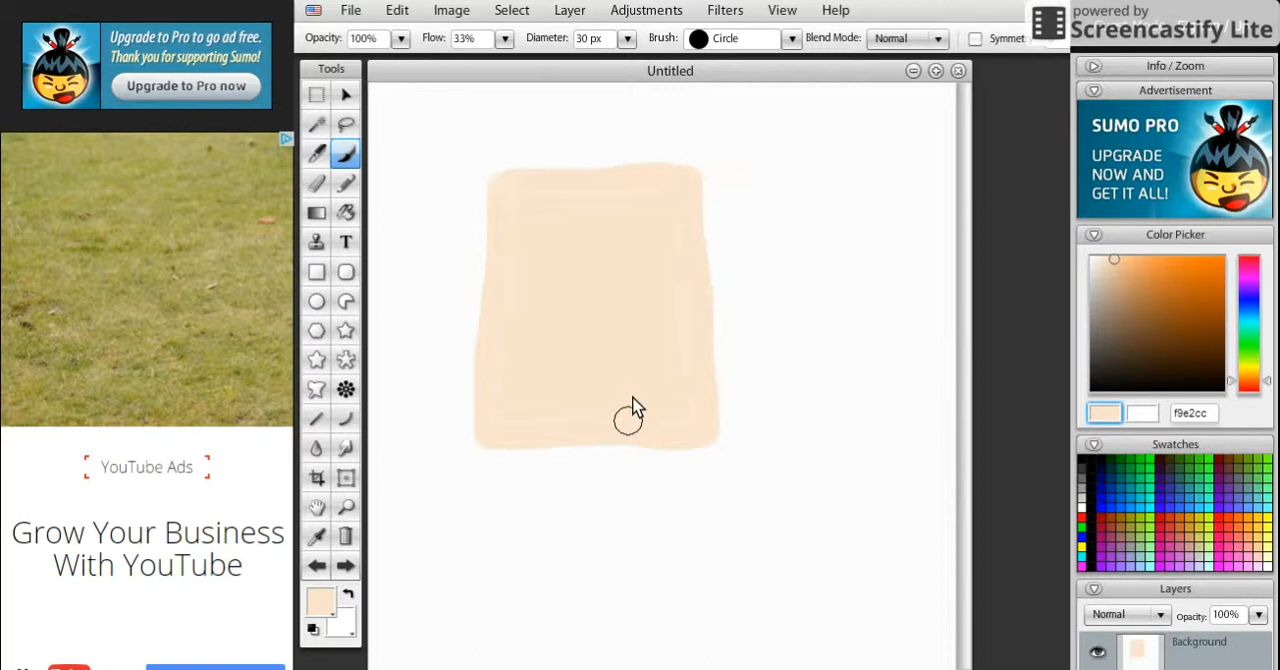 Upgrade to Pro to go ad free.
Thank you for supporting Sumo!
Upgrade to Pro now
YouTube Ads
Grow Your Business
With YouTube
File Edit Image Select Layer Adjustments Filters View Help
Opacity: 100% Flow: 33% Diameter: 30 px Brush: Circle Blend Mode: Normal Symmet
Tools
Untitled
T
powered by
Screencastify Lite
Info / Zoom
Advertisement
SUMO PRO
UPGRADE
NOW AND
GET IT ALL!
Color Picker
f9e2cc
Swatches
Layers
Normal Opacity: 100%
Background